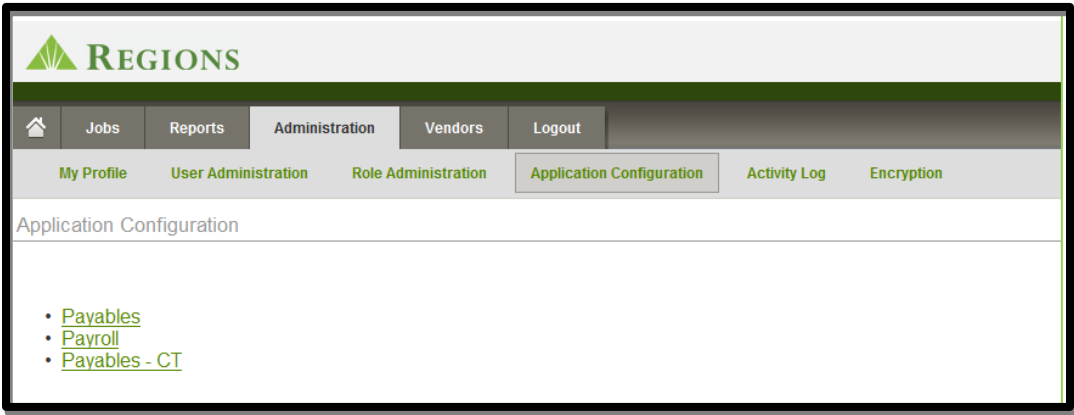 REGIONS
Jobs Reports Administration Vendors Logout
My Profile User Administration Role Administration Application Configuration Activity Log Encryption
Application Configuration
• Payables
• Payroll
• Payables - CT